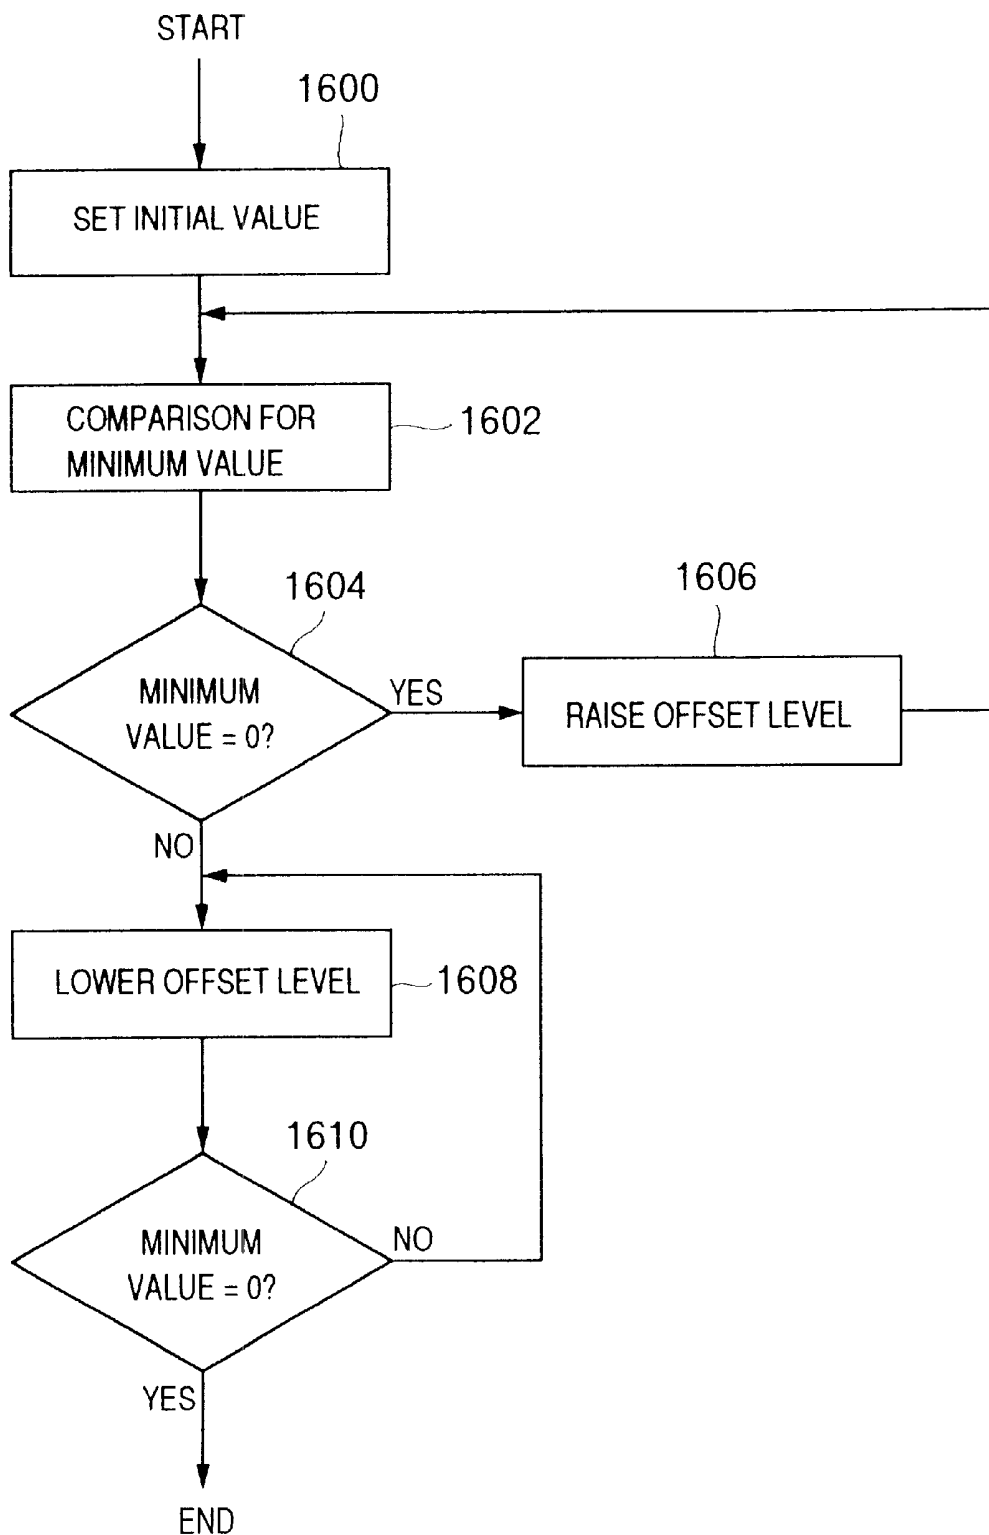 START
1600
SET INITIAL VALUE
COMPARISON FOR
MINIMUM VALUE
1602
1604
MINIMUM
VALUE = 0?
YES
1606
RAISE OFFSET LEVEL
NO
LOWER OFFSET LEVEL
1608
1610
MINIMUM
VALUE = 0?
NO
YES
END